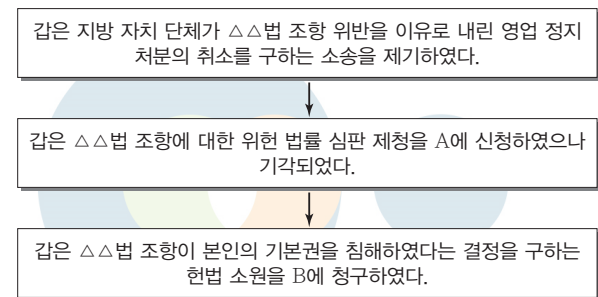 갑은 지방 자치 단체가 △△법 조항 위반을 이유로 내린 영업 정지
처분의 취소를 구하는 소송을 제기하였다.
갑은 △△법 조항에 대한 위헌 법률 심판 제청을 A에 신청하였으나
기각되었다.
갑은 △△법 조항이 본인의 기본권을 침해하였다는 결정을 구하는
헌법 소원을 B에 청구하였다.